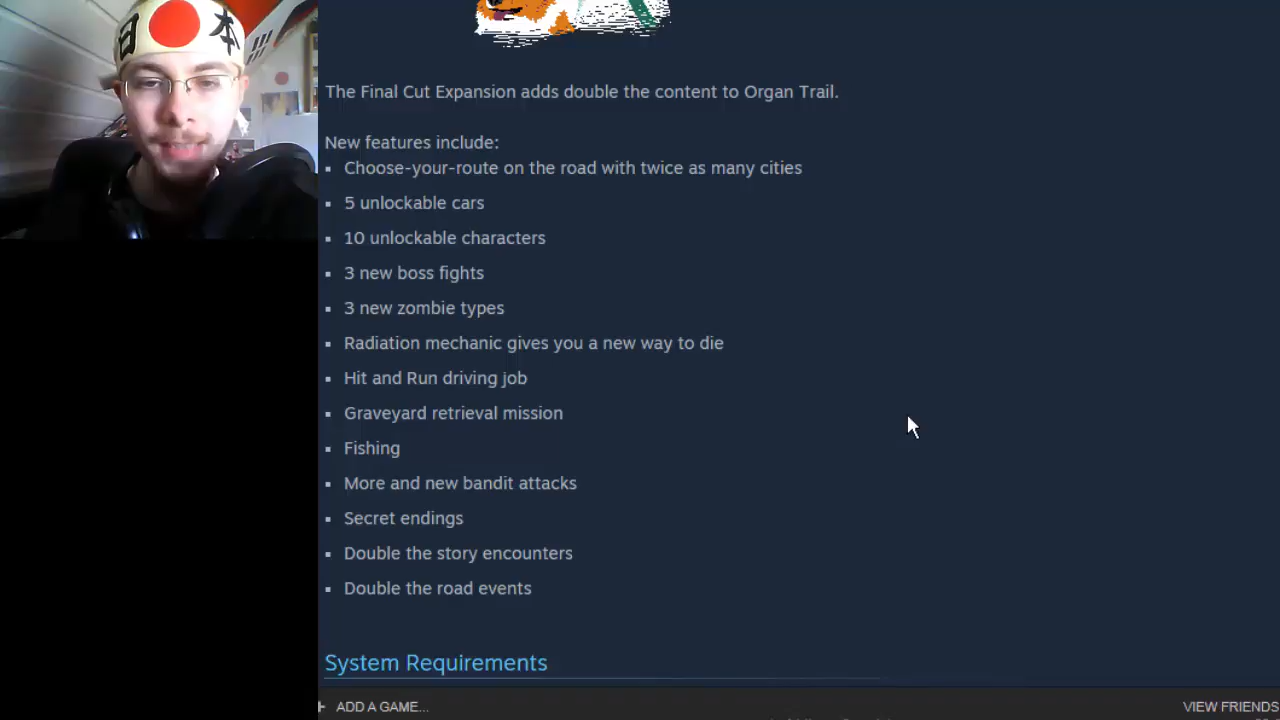 日 本
The Final Cut Expansion adds double the content to Organ Trail.
New features include:
Choose-your-route on the road with twice as many cities
5 unlockable cars
10 unlockable characters
3 new boss fights
3 new zombie types
Radiation mechanic gives you a new way to die
Hit and Run driving job
Graveyard retrieval mission
Fishing
More and new bandit attacks
Secret endings
Double the story encounters
Double the road events
System Requirements
+ ADD A GAME...
VIEW FRIENDS